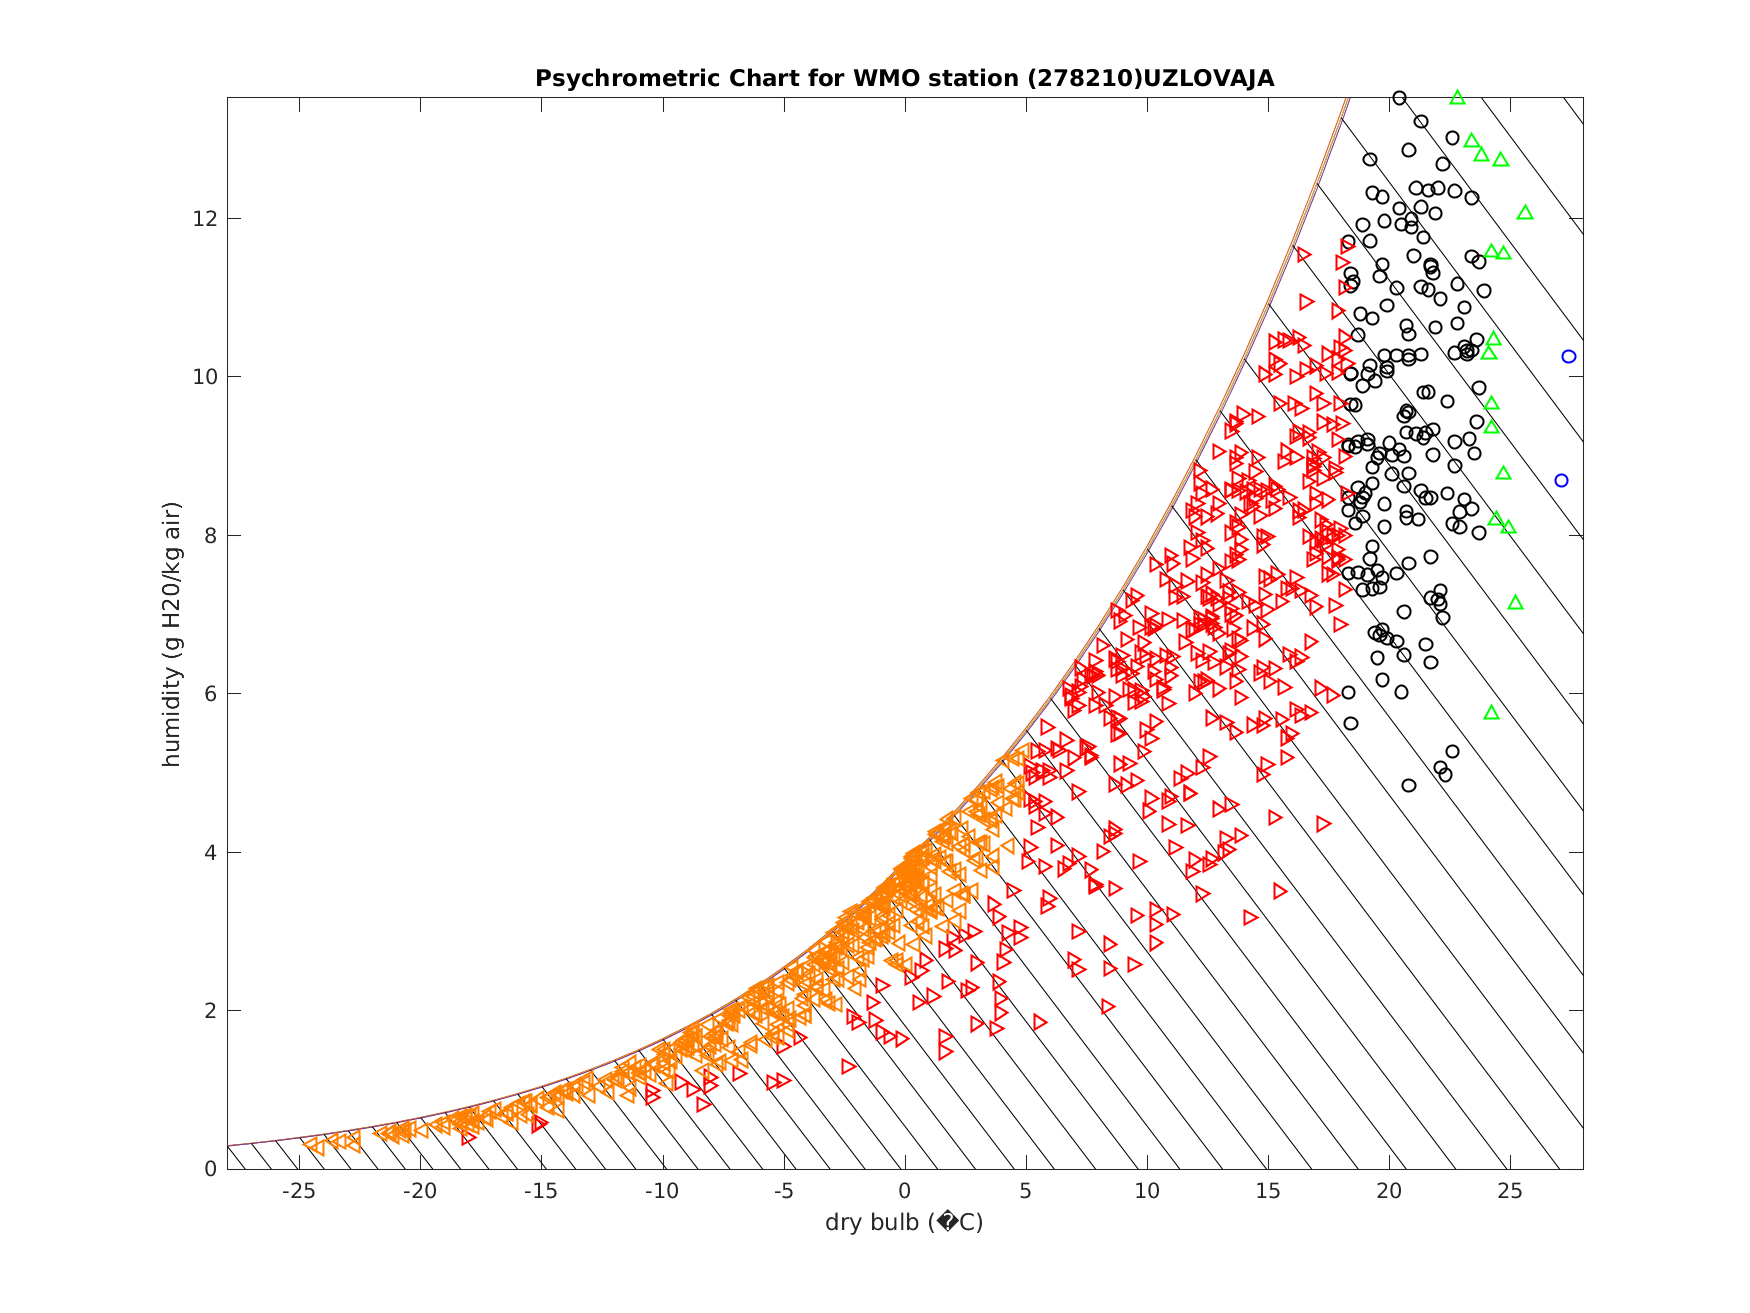 Psychrometric Chart for WMO station (278210)UZLOVAJA
humidity (g H20/kg air)
12
10
8
6
4
2
0
-25 -20 -15 -10 -5 0 5 10 15 20 25
dry bulb (�C)